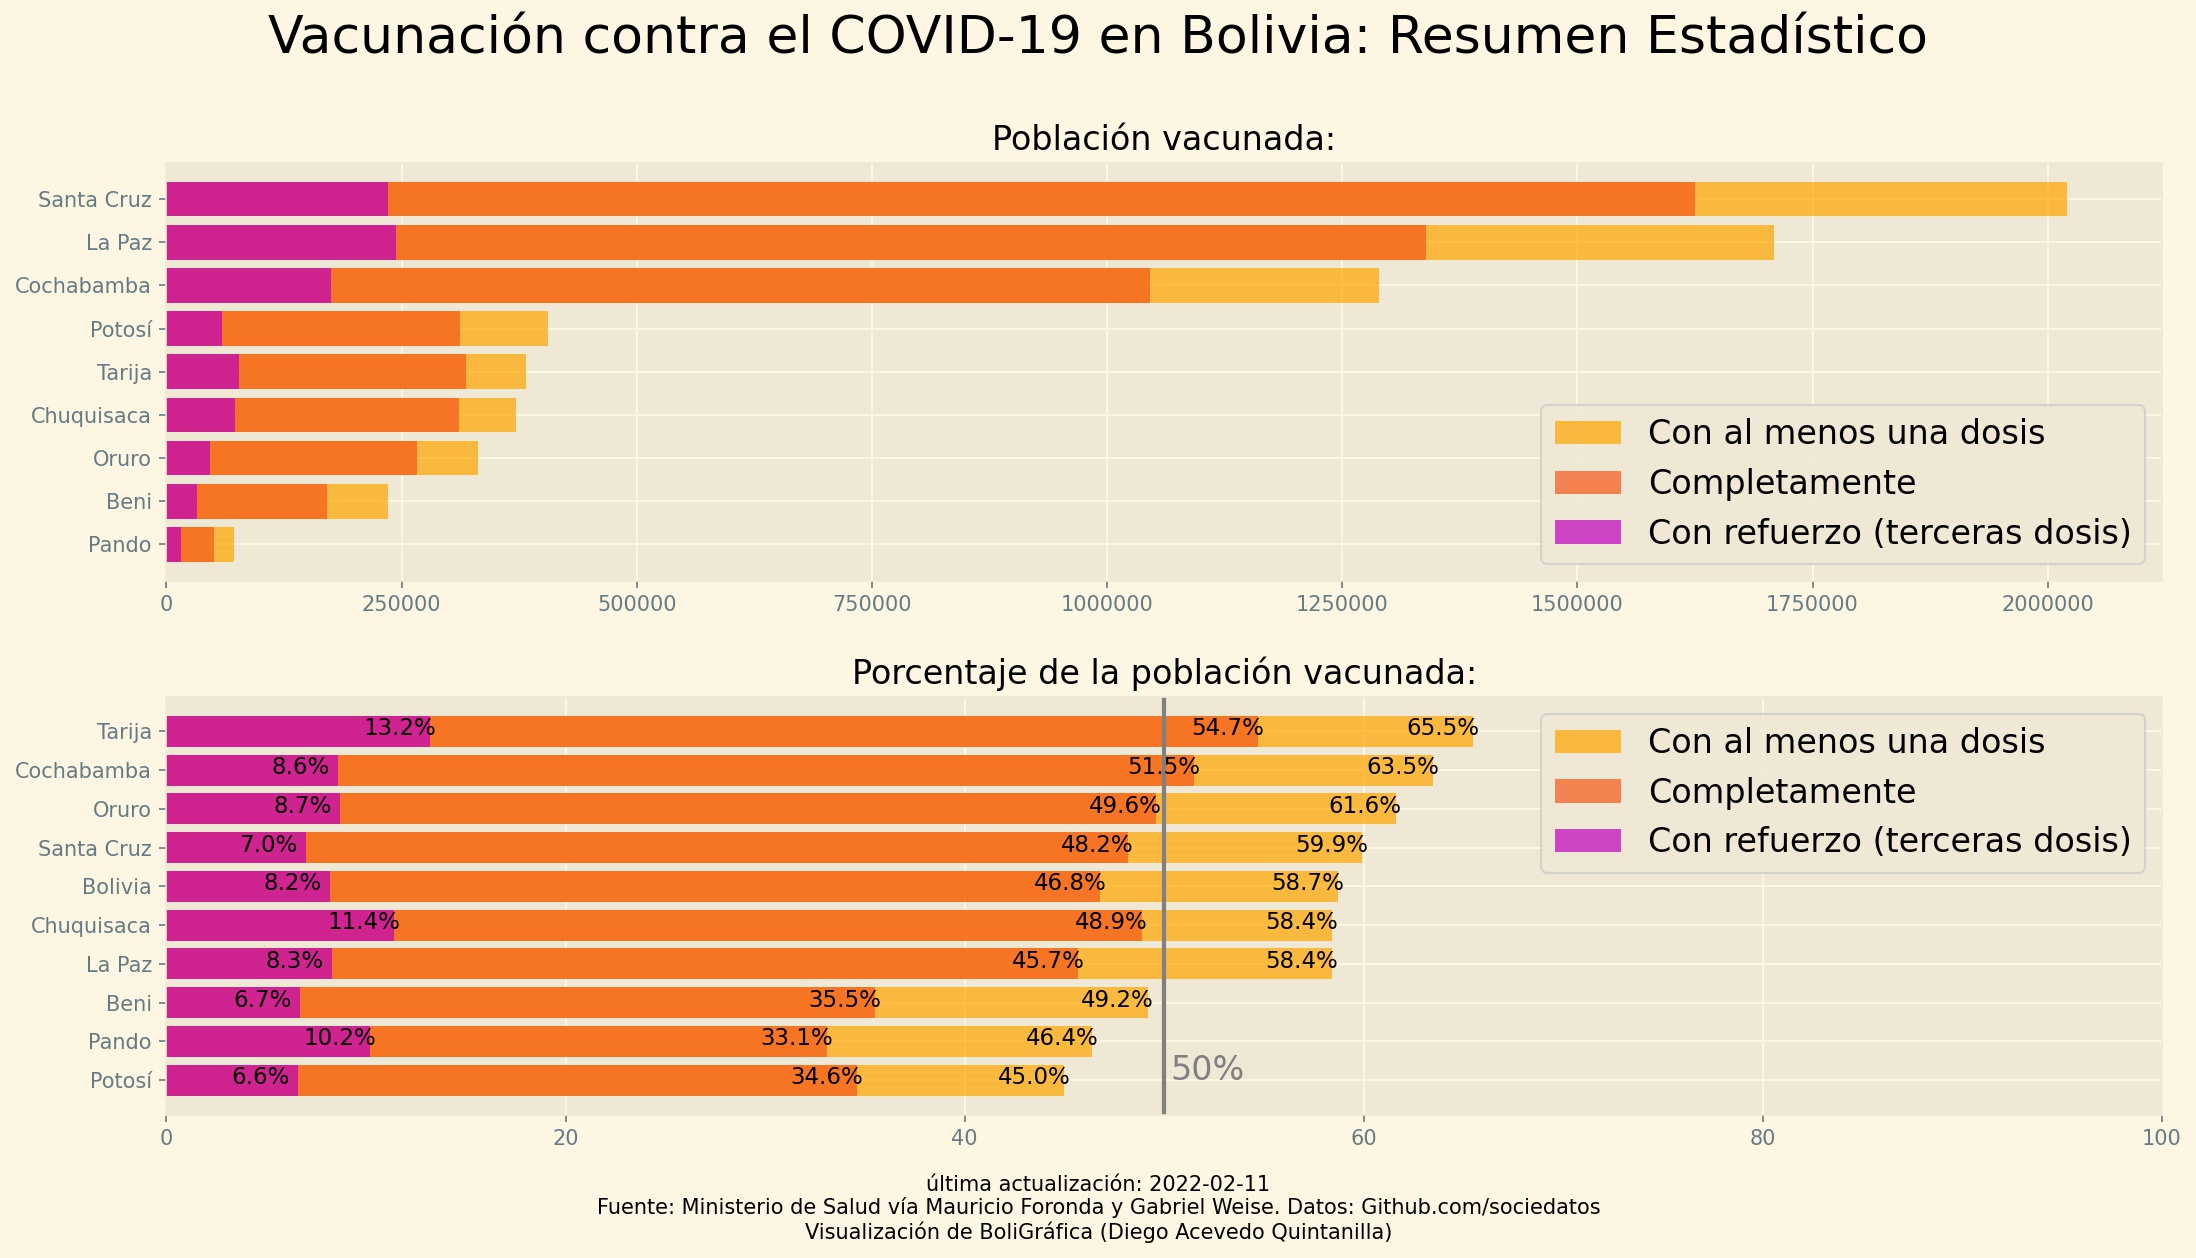 Vacunación contra el COVID-19 en Bolivia: Resumen Estadístico
Población vacunada:
Santa Cruz
La Paz
Cochabamba
Potosí
Tarija
Chuquisaca
Oruro
Beni
Pando
Con al menos una dosis
Completamente
Con refuerzo (terceras dosis)
0 250000 500000 750000 1000000 1250000 1500000 1750000 2000000
Porcentaje de la población vacunada:
Tarija 13.2% 54.7% 65.5%
Cochabamba 8.6% 51.5% 63.5%
Oruro 8.7% 49.6% 61.6%
Santa Cruz 7.0% 48.2% 59.9%
Bolivia 8.2% 46.8% 58.7%
Chuquisaca 11.4% 48.9% 58.4%
La Paz 8.3% 45.7% 58.4%
Beni 6.7% 35.5% 49.2%
Pando 10.2% 33.1% 46.4%
Potosí 6.6% 34.6% 45.0%
50%
Con al menos una dosis
Completamente
Con refuerzo (terceras dosis)
0 20 40 60 80 100
última actualización: 2022-02-11
Fuente: Ministerio de Salud vía Mauricio Foronda y Gabriel Weise. Datos: Github.com/sociedatos
Visualización de BoliGráfica (Diego Acevedo Quintanilla)